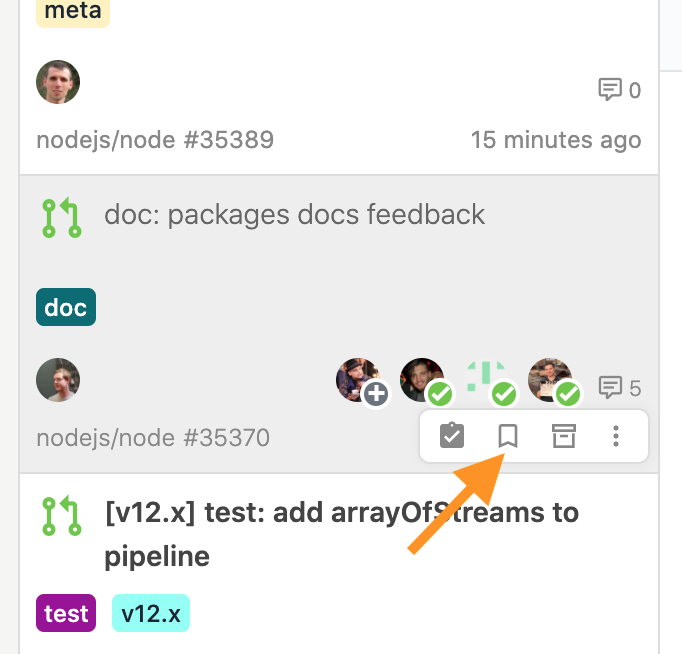 meta
0
nodejs/node #35389 15 minutes ago
doc: packages docs feedback
doc
5
nodejs/node #35370
[v12.x] test: add arrayOfStreams to
pipeline
test v12.x